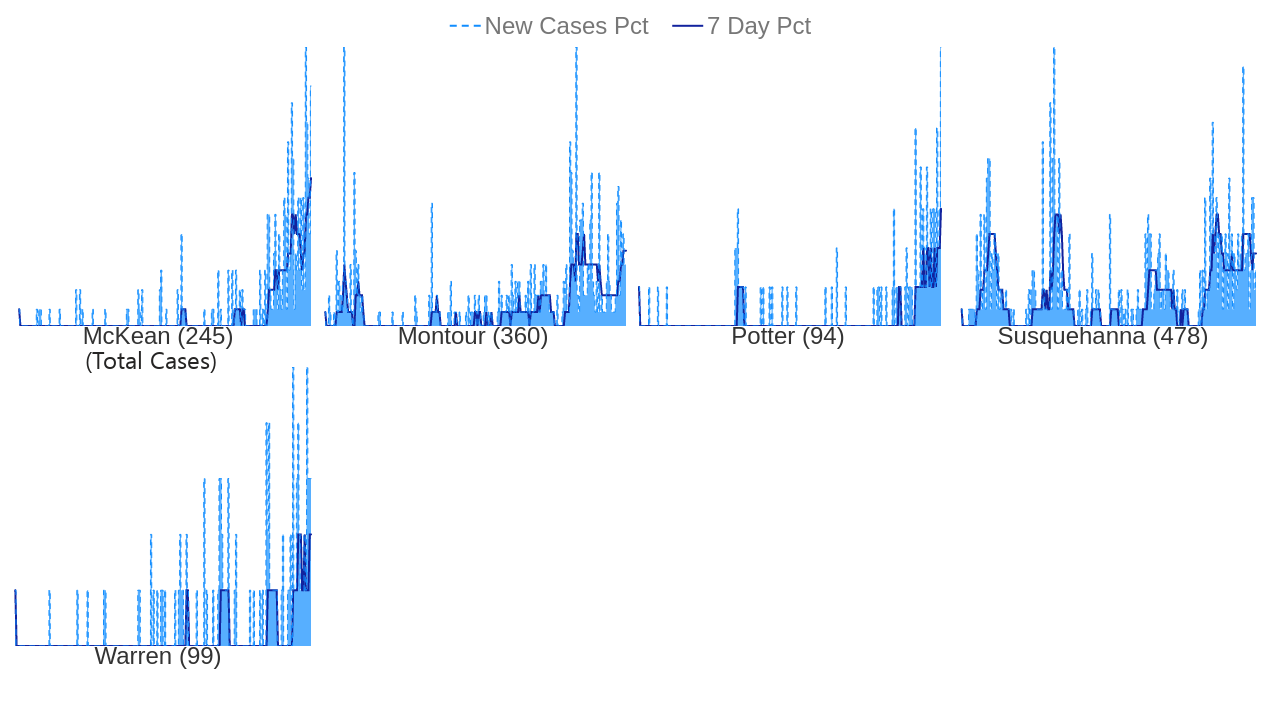 New Cases Pct 7 Day Pct
McKean (245) Montour (360) Potter (94) Susquehanna (478)
(Total Cases)
Warren (99)